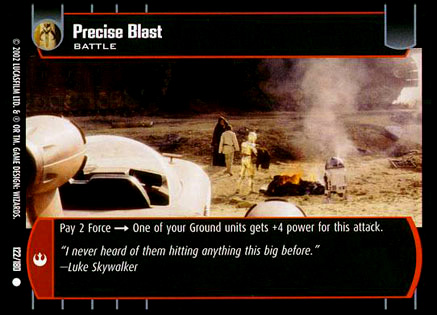 Precise Blast
BATTLE
Pay 2 Force → One of your Ground units gets +4 power for this attack.
"I never heard of them hitting anything this big before."
—Luke Skywalker
© 2002 LUCASFILM LTD. & ® OR TM. GAME DESIGN: WIZARDS.
122/180